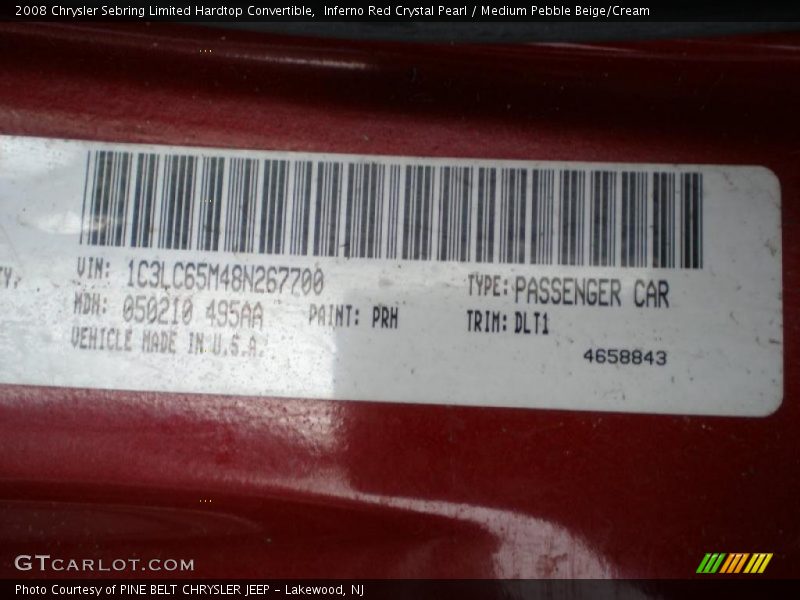 2008 Chrysler Sebring Limited Hardtop Convertible,  Inferno Red Crystal Pearl / Medium Pebble Beige/Cream
TY.
VIN: 1C3LC65M48N267700
TYPE: PASSENGER CAR
MDH: 050210 495AA
PAINT: PRH
TRIM: DLT1
VEHICLE MADE IN U.S.A.
4658843
GTCARLOT.COM
Photo Courtesy of PINE BELT CHRYSLER JEEP - Lakewood, NJ